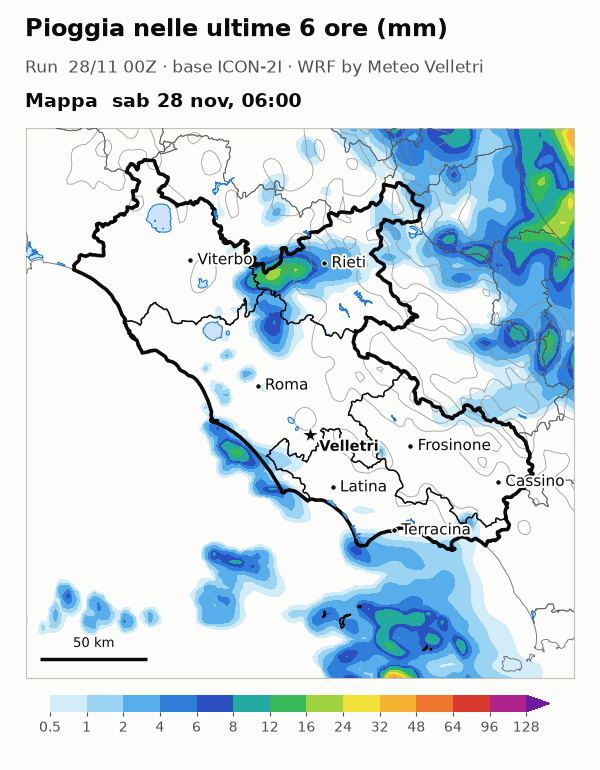 Pioggia nelle ultime 6 ore (mm)
Run  28/11 00Z · base ICON-2I · WRF by Meteo Velletri
Mappa  sab 28 nov, 06:00
Viterbo
Rieti
Roma
Velletri
Frosinone
Cassino
Latina
Terracina
50 km
0.5 1 2 4 6 8 12 16 24 32 48 64 96 128